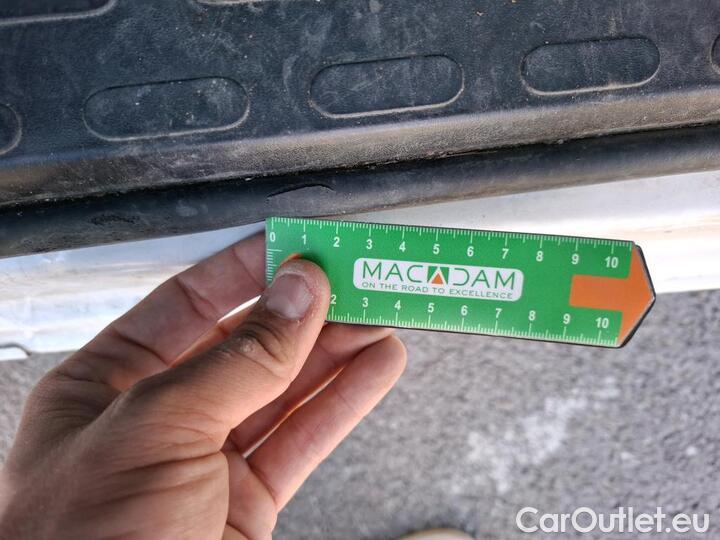 0 1 2 3 4 5 6 7 8 9 10
MACADAM
ON THE ROAD TO EXCELLENCE
2 3 4 5 6 7 8 9 10
CarOutlet.eu